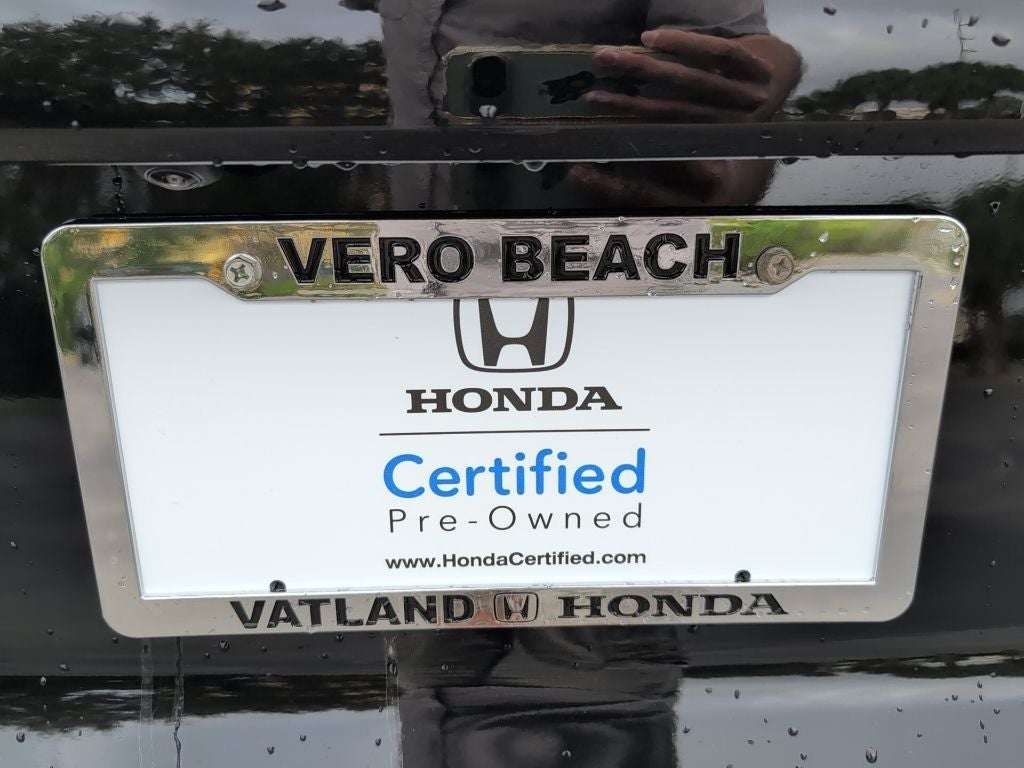 VERO BEACH
HONDA
Certified
Pre-Owned
www.HondaCertified.com
VATLAND HONDA